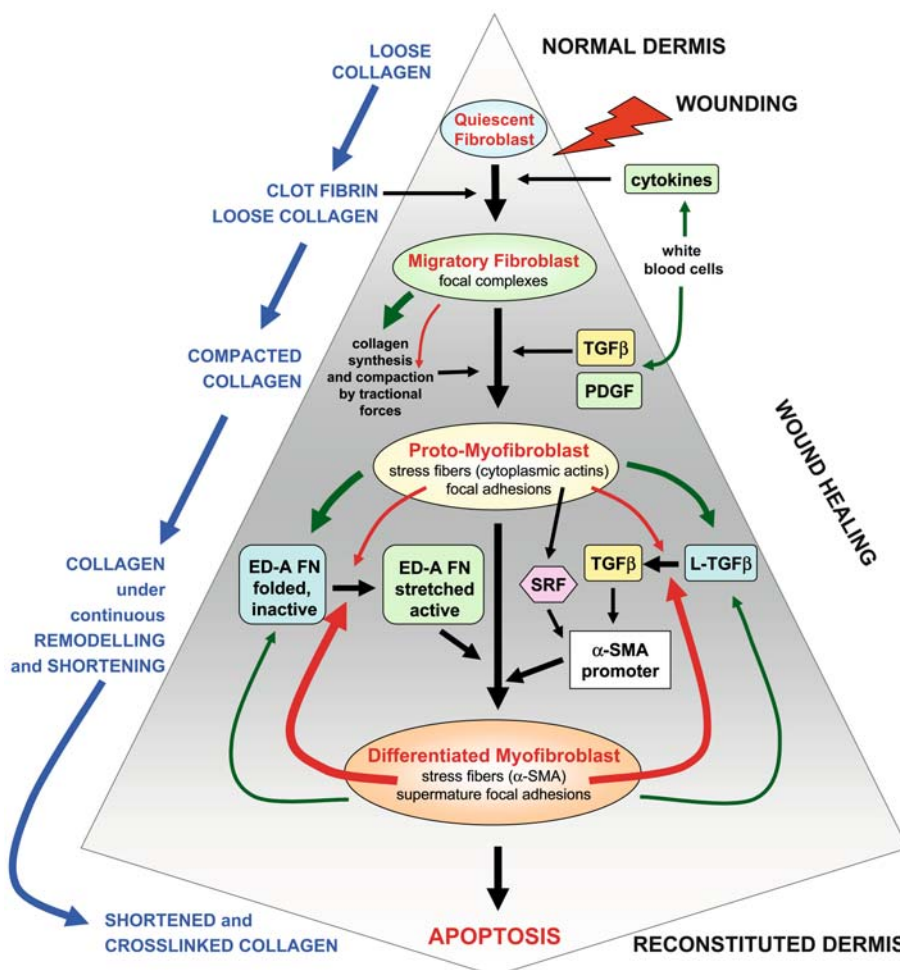 NORMAL DERMIS
LOOSE
COLLAGEN
WOUNDING
Quiescent
Fibroblast
cytokines
CLOT FIBRIN
LOOSE COLLAGEN
white
blood cells
Migratory Fibroblast
focal complexes
collagen
synthesis
and compaction
by tractional
forces
TGFβ
PDGF
COMPACTED
COLLAGEN
WOUND HEALING
Proto-Myofibroblast
stress fibers (cytoplasmic actins)
focal adhesions
COLLAGEN
under
continuous
REMODELLING
and SHORTENING
ED-A FN
folded,
inactive
ED-A FN
stretched
active
SRF
TGFβ
L-TGFβ
α-SMA
promoter
Differentiated Myofibroblast
stress fibers (α-SMA)
supermature focal adhesions
SHORTENED and
CROSSLINKED COLLAGEN
APOPTOSIS
RECONSTITUTED DERMIS